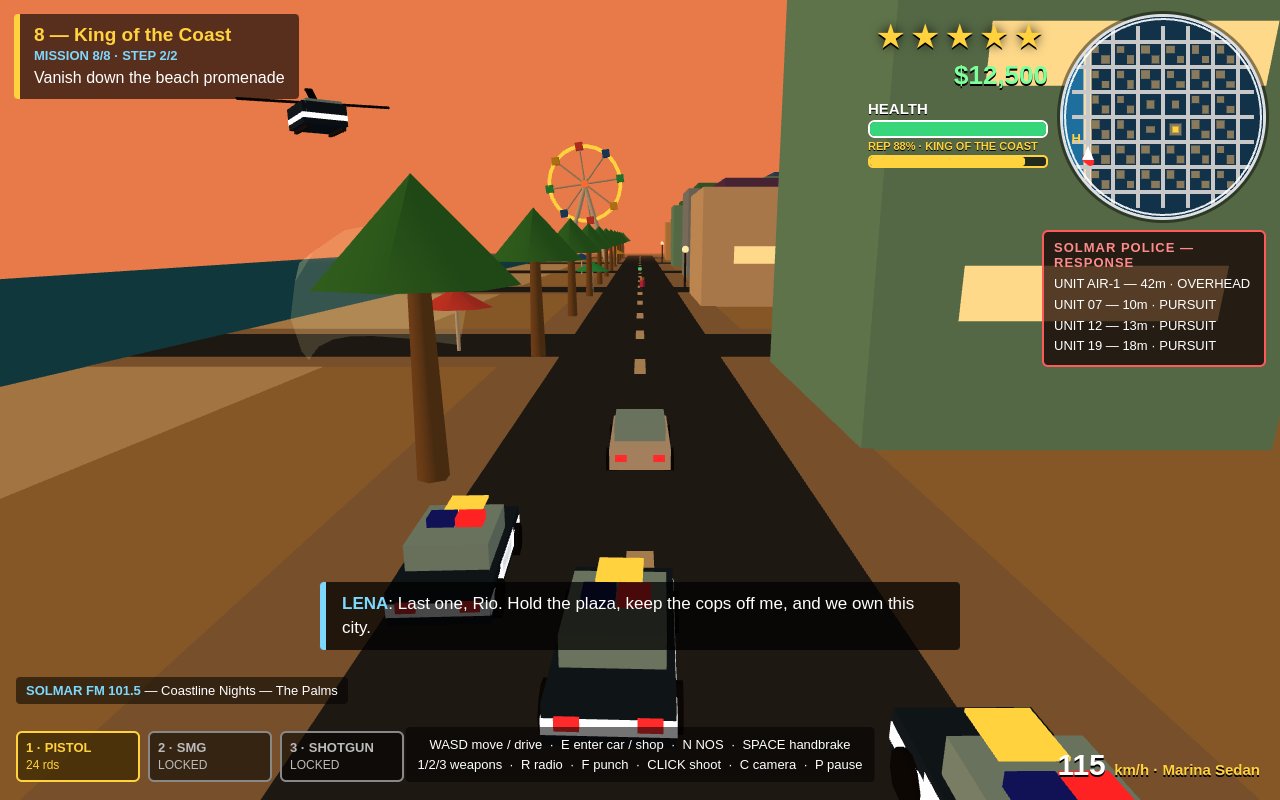 8 — King of the Coast
MISSION 8/8 · STEP 2/2
Vanish down the beach promenade
★ ★ ★ ★ ★
$12,500
HEALTH
REP 88% · KING OF THE COAST
H
SOLMAR POLICE —
RESPONSE
UNIT AIR-1 — 42m · OVERHEAD
UNIT 07 — 10m · PURSUIT
UNIT 12 — 13m · PURSUIT
UNIT 19 — 18m · PURSUIT
LENA: Last one, Rio. Hold the plaza, keep the cops off me, and we own this
city.
SOLMAR FM 101.5 — Coastline Nights — The Palms
1 · PISTOL
24 rds
2 · SMG
LOCKED
3 · SHOTGUN
LOCKED
WASD move / drive · E enter car / shop · N NOS · SPACE handbrake
1/2/3 weapons · R radio · F punch · CLICK shoot · C camera · P pause
115 km/h · Marina Sedan